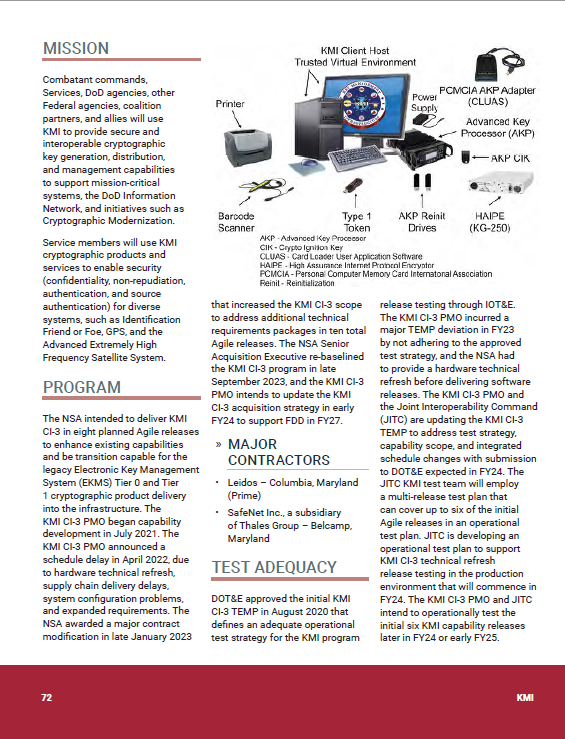 MISSION
Combatant commands,
Services, DoD agencies, other
Federal agencies, coalition
partners, and allies will use
KMI to provide secure and
interoperable cryptographic
key generation, distribution,
and management capabilities
to support mission-critical
systems, the DoD Information
Network, and initiatives such as
Cryptographic Modernization.
Service members will use KMI
cryptographic products and
services to enable security
(confidentiality, non-repudiation,
authentication, and source
authentication) for diverse
systems, such as Identification
Friend or Foe, GPS, and the
Advanced Extremely High
Frequency Satellite System.
PROGRAM
The NSA intended to deliver KMI
CI-3 in eight planned Agile releases
to enhance existing capabilities
and be transition capable for the
legacy Electronic Key Management
System (EKMS) Tier 0 and Tier
1 cryptographic product delivery
into the infrastructure. The
KMI CI-3 PMO began capability
development in July 2021. The
KMI CI-3 PMO announced a
schedule delay in April 2022, due
to hardware technical refresh,
supply chain delivery delays,
system configuration problems,
and expanded requirements. The
NSA awarded a major contract
modification in late January 2023
KMI Client Host
Trusted Virtual Environment
Printer
Power
Supply
PCMCIA AKP Adapter
(CLUAS)
Advanced Key
Processor (AKP)
AKP CIK
Barcode
Scanner
Type 1
Token
AKP Reinit
Drives
HAIPE
(KG-250)
AKP - Advanced Key Processor
CIK - Crypto Ignition Key
CLUAS - Card Loader User Application Software
HAIPE - High Assurance Internet Protocol Encryptor
PCMCIA - Personal Computer Memory Card International Association
Reinit - Reinitialization
that increased the KMI CI-3 scope
to address additional technical
requirements packages in ten total
Agile releases. The NSA Senior
Acquisition Executive re-baselined
the KMI CI-3 program in late
September 2023, and the KMI CI-3
PMO intends to update the KMI
CI-3 acquisition strategy in early
FY24 to support FDD in FY27.
» MAJOR
CONTRACTORS
• Leidos – Columbia, Maryland
(Prime)
• SafeNet Inc., a subsidiary
of Thales Group – Belcamp,
Maryland
TEST ADEQUACY
DOT&E approved the initial KMI
CI-3 TEMP in August 2020 that
defines an adequate operational
test strategy for the KMI program
release testing through IOT&E.
The KMI CI-3 PMO incurred a
major TEMP deviation in FY23
by not adhering to the approved
test strategy, and the NSA had
to provide a hardware technical
refresh before delivering software
releases. The KMI CI-3 PMO and
the Joint Interoperability Command
(JITC) are updating the KMI CI-3
TEMP to address test strategy,
capability scope, and integrated
schedule changes with submission
to DOT&E expected in FY24. The
JITC KMI test team will employ
a multi-release test plan that
can cover up to six of the initial
Agile releases in an operational
test plan. JITC is developing an
operational test plan to support
KMI CI-3 technical refresh
release testing in the production
environment that will commence in
FY24. The KMI CI-3 PMO and JITC
intend to operationally test the
initial six KMI capability releases
later in FY24 or early FY25.
72
KMI